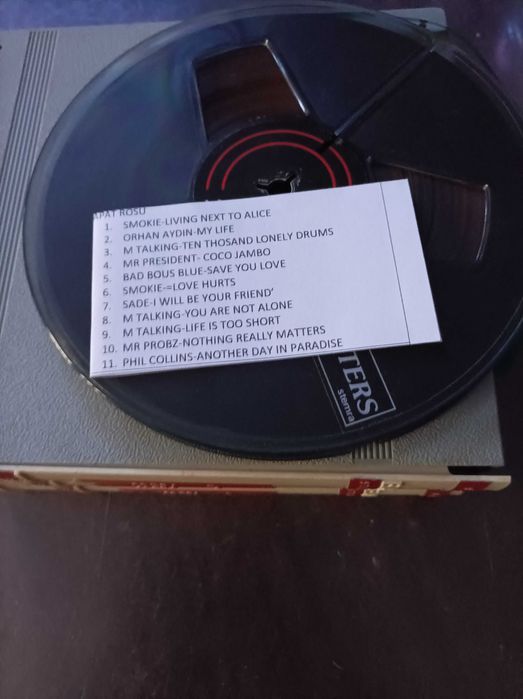 APAT ROSU
1. SMOKIE-LIVING NEXT TO ALICE
2. ORHAN AYDIN-MY LIFE
3. M TALKING-TEN THOSAND LONELY DRUMS
4. MR PRESIDENT- COCO JAMBO
5. BAD BOUS BLUE-SAVE YOU LOVE
6. SMOKIE-=LOVE HURTS
7. SADE-I WILL BE YOUR FRIEND'
8. M TALKING-YOU ARE NOT ALONE
9. M TALKING-LIFE IS TOO SHORT
10. MR PROBZ-NOTHING REALLY MATTERS
11. PHIL COLLINS-ANOTHER DAY IN PARADISE
TERS
stemra